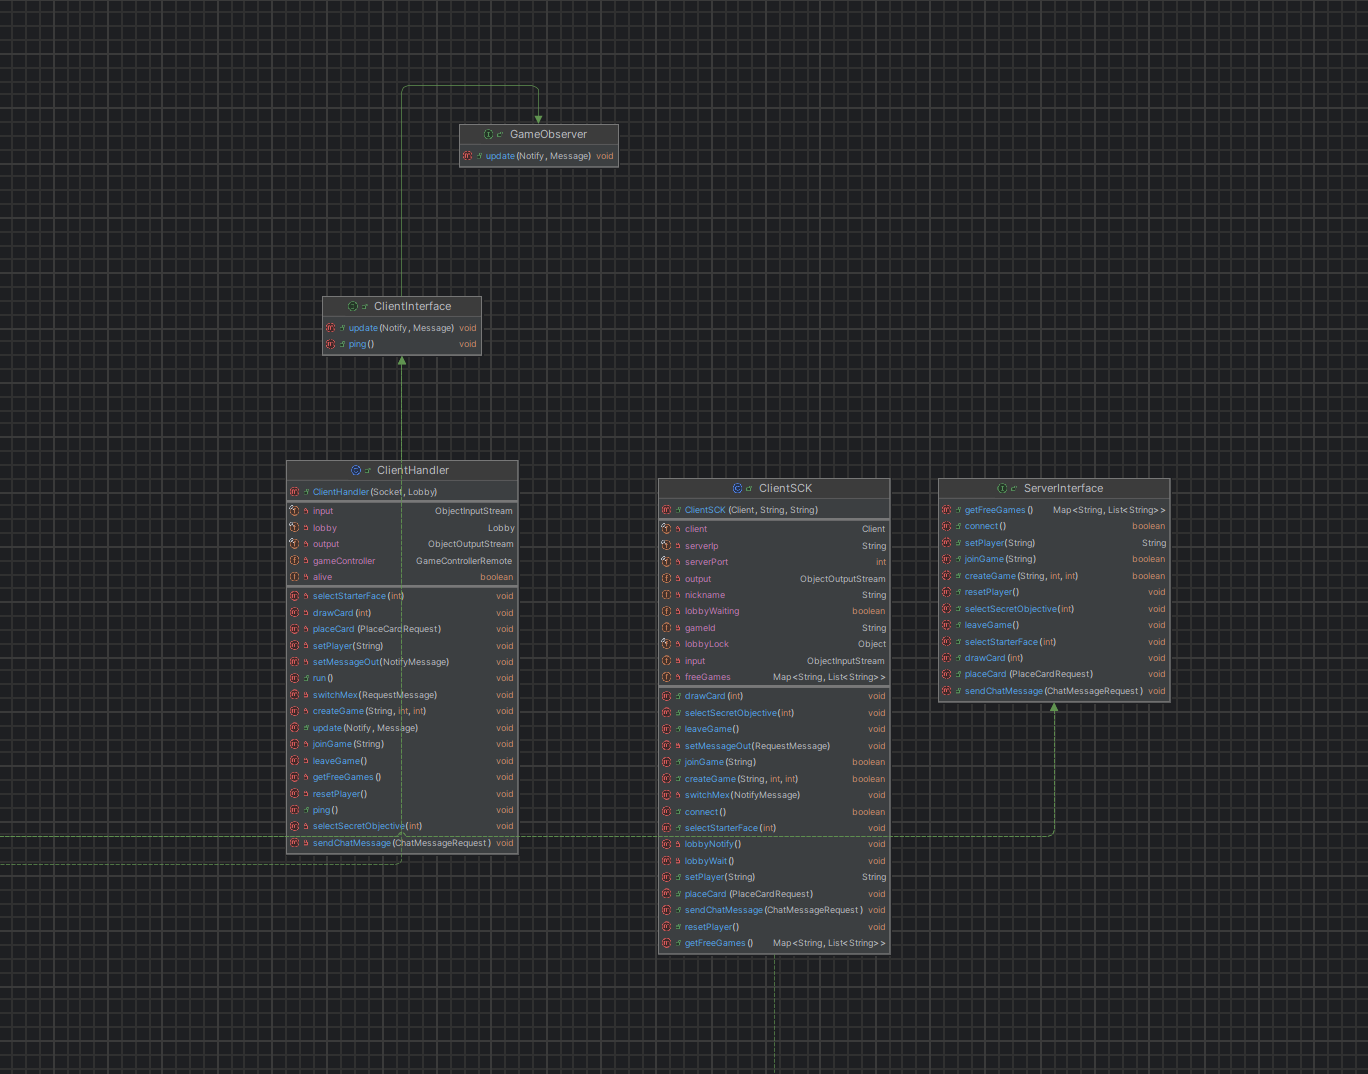 GameObserver
update(Notify, Message) void
ClientInterface
update(Notify, Message) void
ping() void
ClientHandler
ClientHandler(Socket, Lobby)
input ObjectInputStream
lobby Lobby
output ObjectOutputStream
gameController GameControllerRemote
alive boolean
selectStarterFace(int) void
drawCard(int) void
placeCard(PlaceCardRequest) void
setPlayer(String) void
setMessageOut(NotifyMessage) void
run() void
switchMex(RequestMessage) void
createGame(String, int, int) void
update(Notify, Message) void
joinGame(String) void
leaveGame() void
getFreeGames() void
resetPlayer() void
ping() void
selectSecretObjective(int) void
sendChatMessage(ChatMessageRequest) void
ClientSCK
ClientSCK(Client, String, String)
client Client
serverIp String
serverPort int
output ObjectOutputStream
nickname String
lobbyWaiting boolean
gameId String
lobbyLock Object
input ObjectInputStream
freeGames Map<String, List<String>>
drawCard(int) void
selectSecretObjective(int) void
leaveGame() void
setMessageOut(RequestMessage) void
joinGame(String) boolean
createGame(String, int, int) boolean
switchMex(NotifyMessage) void
connect() boolean
selectStarterFace(int) void
lobbyNotify() void
lobbyWait() void
setPlayer(String) String
placeCard(PlaceCardRequest) void
sendChatMessage(ChatMessageRequest) void
resetPlayer() void
getFreeGames() Map<String, List<String>>
ServerInterface
getFreeGames() Map<String, List<String>>
connect() boolean
setPlayer(String) String
joinGame(String) boolean
createGame(String, int, int) boolean
resetPlayer() void
selectSecretObjective(int) void
leaveGame() void
selectStarterFace(int) void
drawCard(int) void
placeCard(PlaceCardRequest) void
sendChatMessage(ChatMessageRequest) void